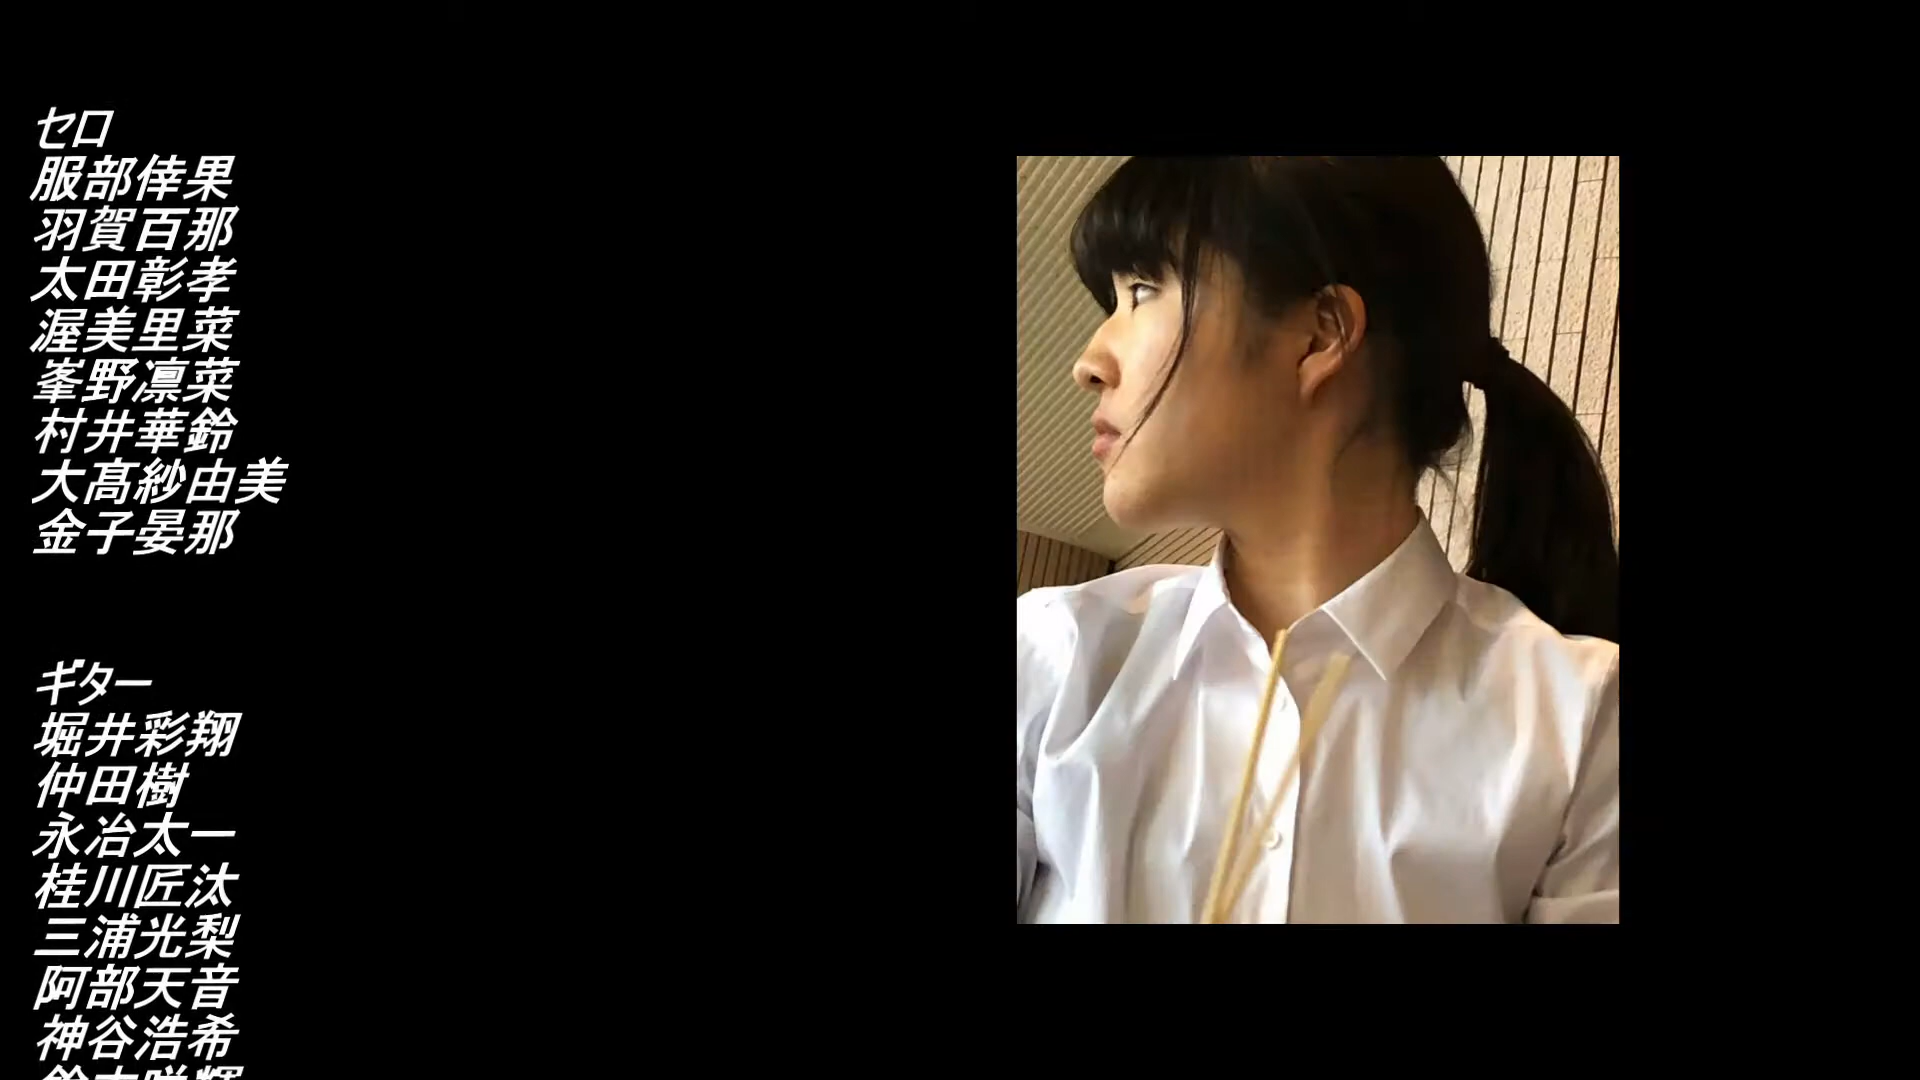 セロ
服部倖果
羽賀百那
太田彰孝
渥美里菜
峯野凛菜
村井華鈴
大髙紗由美
金子晏那
ギター
堀井彩翔
仲田樹
永冶太一
桂川匠汰
三浦光梨
阿部天音
神谷浩希